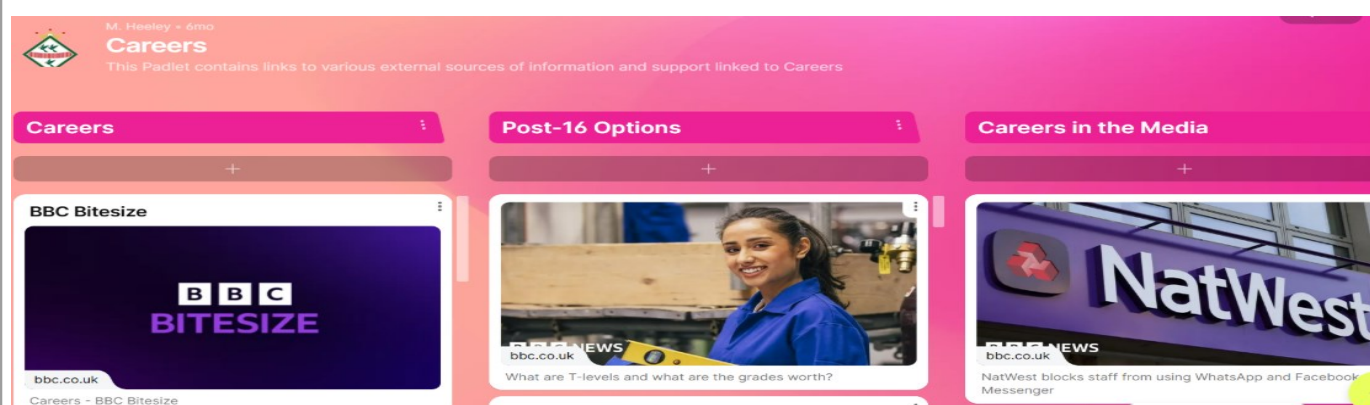 M. Heeley • 6mo
Careers
This Padlet contains links to various external sources of information and support linked to Careers
Careers
Post-16 Options
Careers in the Media
BBC Bitesize
BBC
BITESIZE
bbc.co.uk
Careers - BBC Bitesize
NEWS
bbc.co.uk
What are T-levels and what are the grades worth?
NatWest
NEWS
bbc.co.uk
NatWest blocks staff from using WhatsApp and Facebook
Messenger